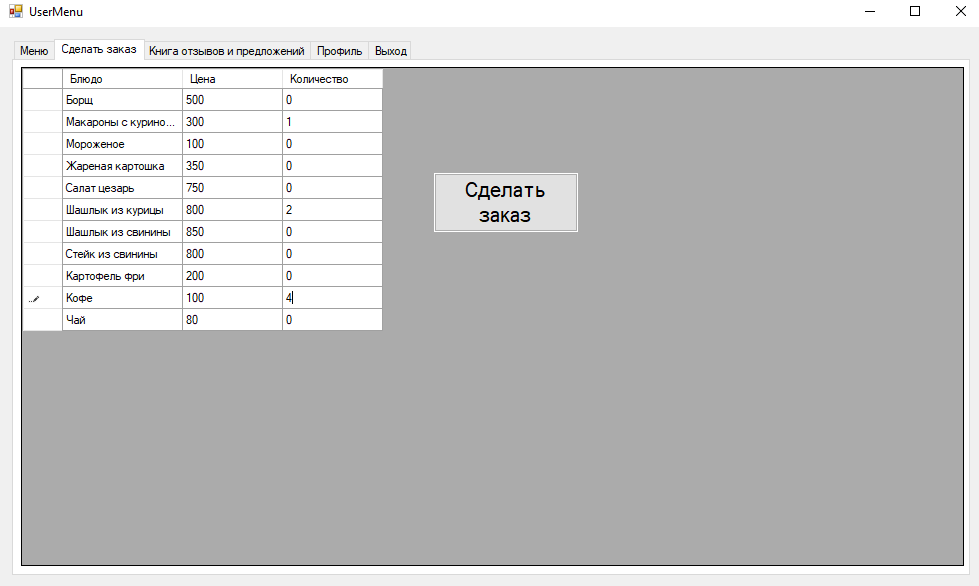 UserMenu
Меню Сделать заказ Книга отзывов и предложений Профиль Выход
Блюдо Цена Количество
Борщ 500 0
Макароны с курино... 300 1
Мороженое 100 0
Жареная картошка 350 0
Салат цезарь 750 0
Шашлык из курицы 800 2
Шашлык из свинины 850 0
Стейк из свинины 800 0
Картофель фри 200 0
Кофе 100 4
Чай 80 0
Сделать
заказ